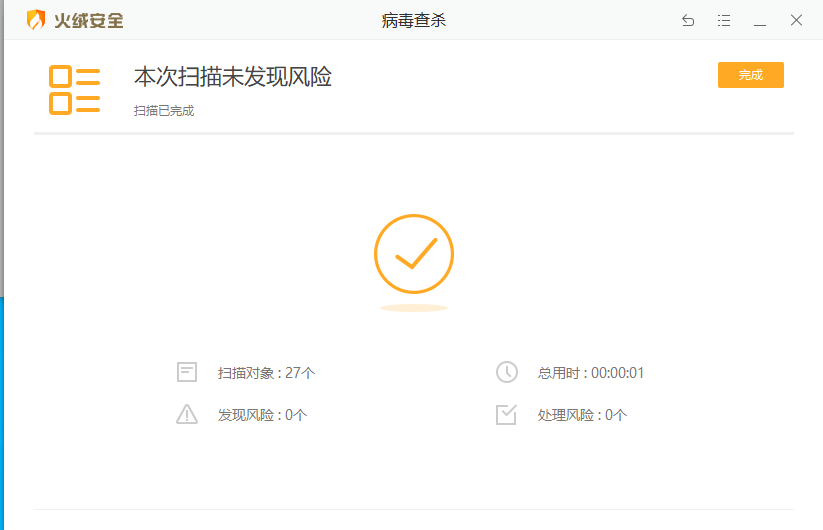 火绒安全
病毒查杀
本次扫描未发现风险
完成
扫描已完成
扫描对象 : 27个
总用时 : 00:00:01
发现风险 : 0个
处理风险 : 0个